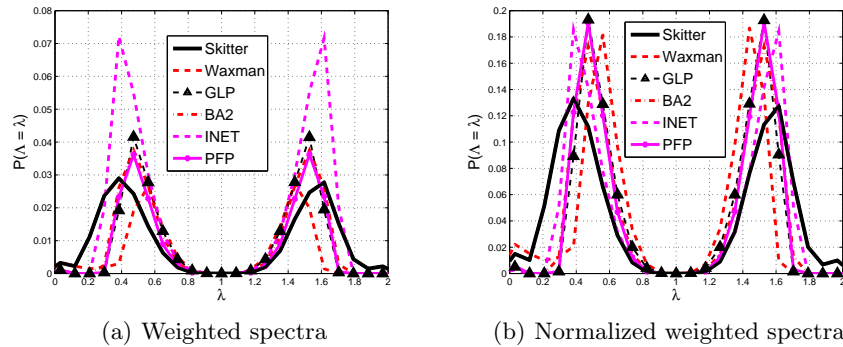 0.08
0.07
0.06
0.05
0.04
0.03
0.02
0.01
0
P(Λ = λ)
0 0.2 0.4 0.6 0.8 1 1.2 1.4 1.6 1.8 2
λ
Skitter
Waxman
GLP
BA2
INET
PFP
(a) Weighted spectra
0.2
0.18
0.16
0.14
0.12
0.1
0.08
0.06
0.04
0.02
0
P(Λ = λ)
0 0.2 0.4 0.6 0.8 1 1.2 1.4 1.6 1.8 2
λ
Skitter
Waxman
GLP
BA2
INET
PFP
(b) Normalized weighted spectra